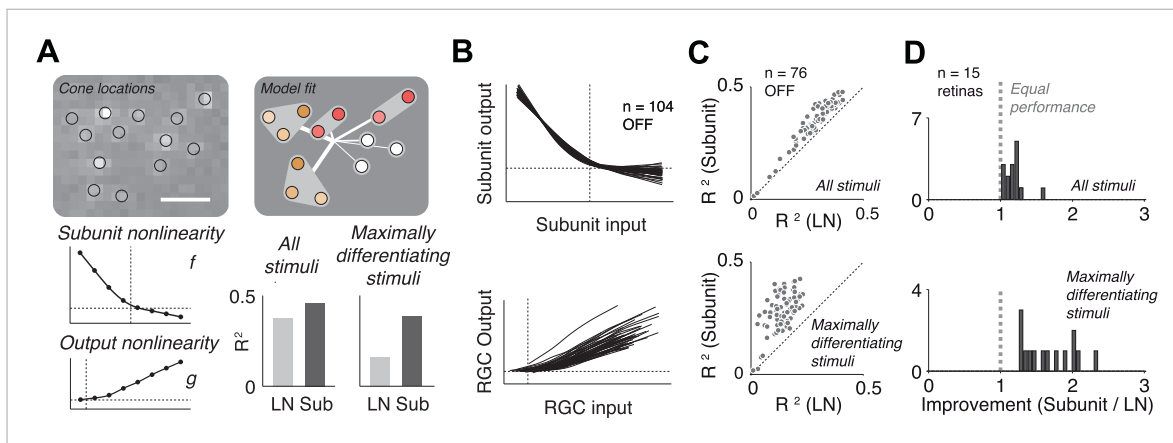 A
Cone locations
Model fit
Subunit nonlinearity
f
Output nonlinearity
g
All
stimuli
Maximally
differentiating
stimuli
0.5
R²
0
LN Sub
LN Sub
B
Subunit output
n = 104
OFF
Subunit input
RGC Output
RGC input
C
n = 76
OFF
0.5
R ² (Subunit)
0
All stimuli
0
R ² (LN)
0.5
0.5
R ² (Subunit)
0
Maximally
differentiating
stimuli
0
R ² (LN)
0.5
D
n = 15
retinas
Equal
performance
7
0
All stimuli
0
1
2
3
4
0
Maximally
differentiating
stimuli
0
1
2
3
Improvement (Subunit / LN)